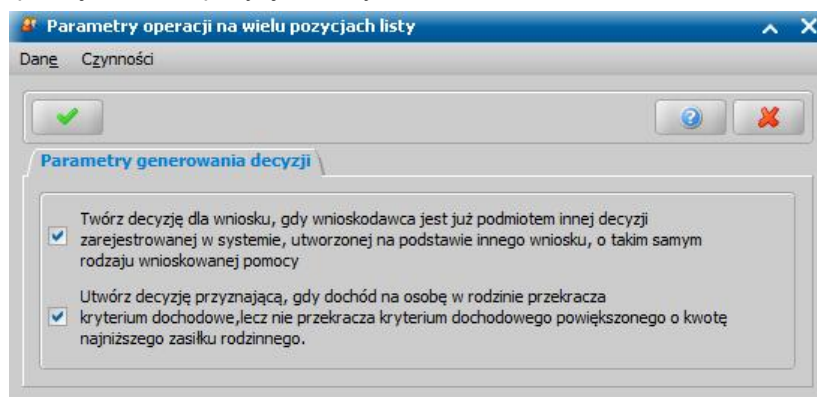 Parametry operacji na wielu pozycjach listy
Dane Czynności
Parametry generowania decyzji
Twórz decyzję dla wniosku, gdy wnioskodawca jest już podmiotem innej decyzji
zarejestrowanej w systemie, utworzonej na podstawie innego wniosku, o takim samym
rodzaju wnioskowanej pomocy
Utwórz decyzję przyznającą, gdy dochód na osobę w rodzinie przekracza
kryterium dochodowe,lecz nie przekracza kryterium dochodowego powiększonego o kwotę
najniższego zasiłku rodzinnego.